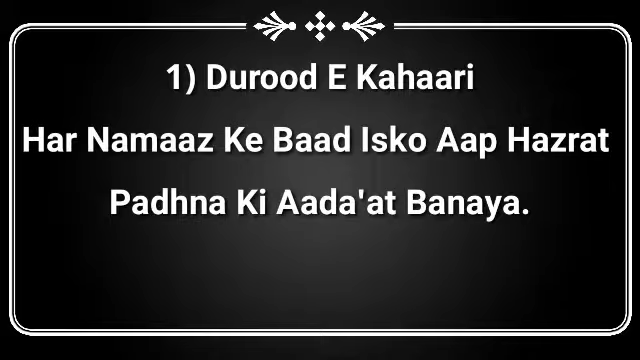 1) Durood E Kahaari
Har Namaaz Ke Baad Isko Aap Hazrat
Padhna Ki Aada'at Banaya.